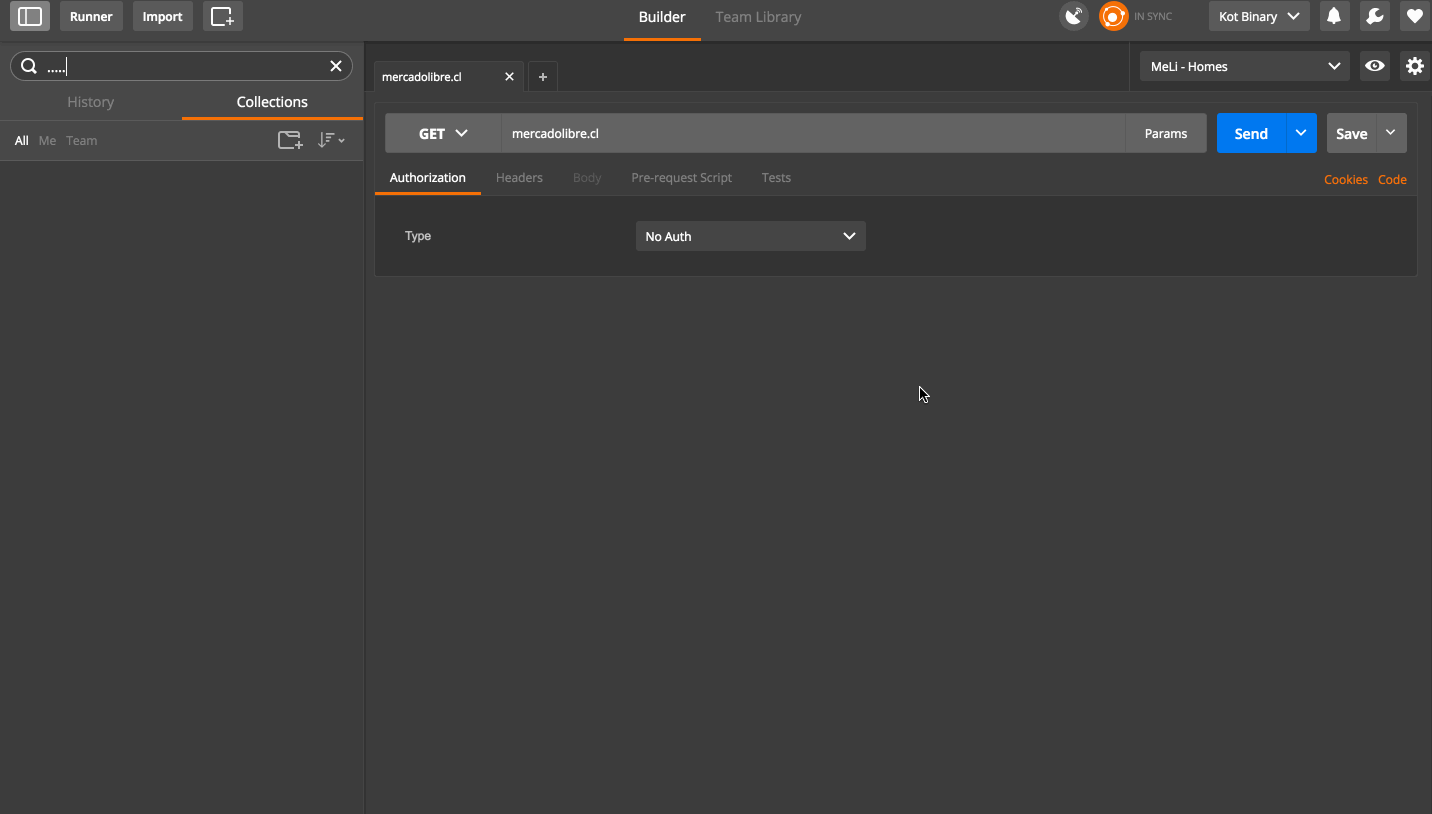 Runner Import Builder Team Library IN SYNC Kot Binary
.....
mercadolibre.cl MeLi - Homes
History Collections
All Me Team
GET mercadolibre.cl Params Send Save
Authorization Headers Body Pre-request Script Tests Cookies Code
Type No Auth